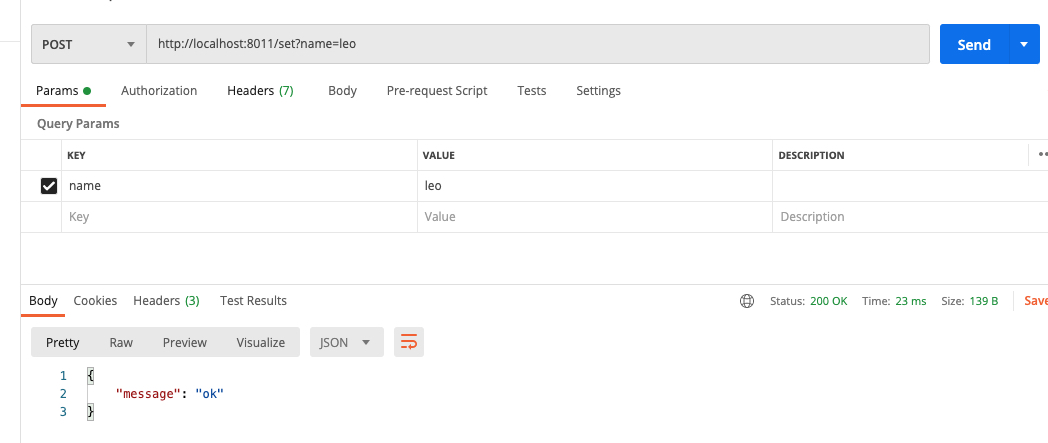 POST http://localhost:8011/set?name=leo Send
Params Authorization Headers (7) Body Pre-request Script Tests Settings
Query Params
KEY VALUE DESCRIPTION
name leo
Key Value Description
Body Cookies Headers (3) Test Results Status: 200 OK Time: 23 ms Size: 139 B Save
Pretty Raw Preview Visualize JSON
1 {
2 "message": "ok"
3 }